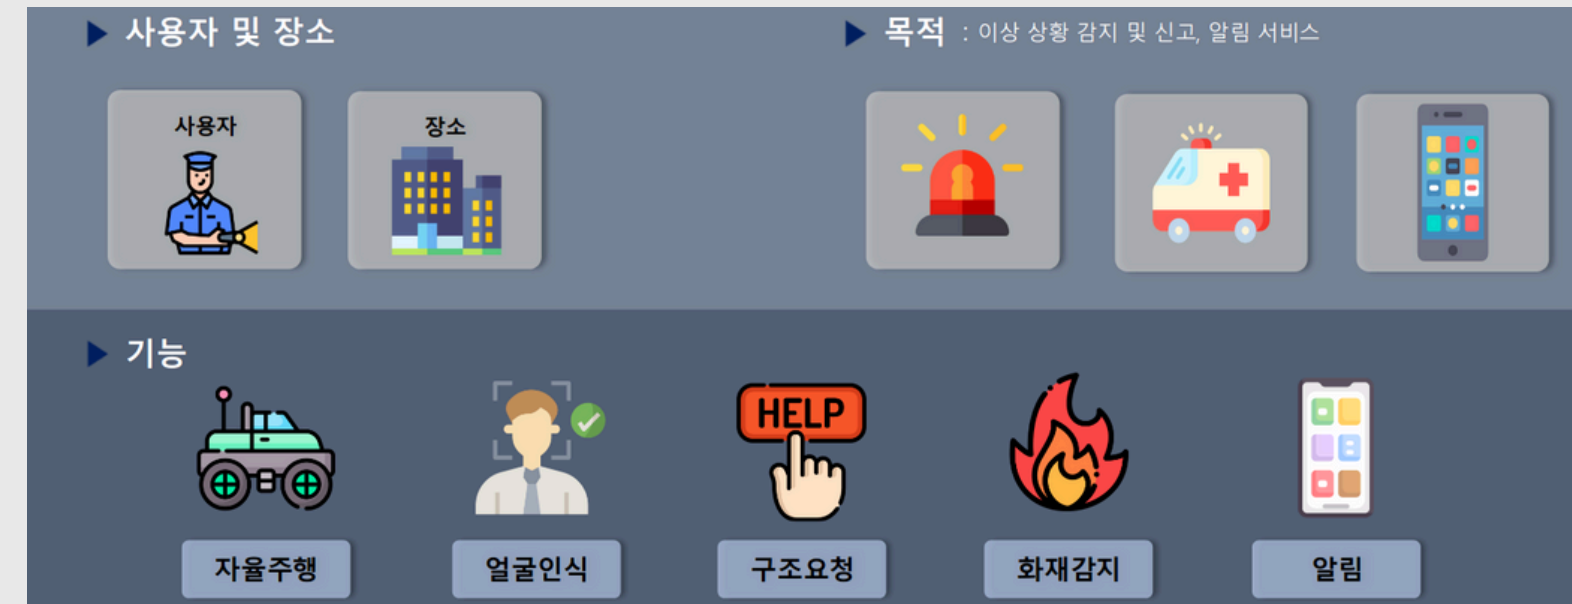 사용자 및 장소
사용자
장소
목적 : 이상 상황 감지 및 신고, 알림 서비스
기능
HELP
자율주행
얼굴인식
구조요청
화재감지
알림